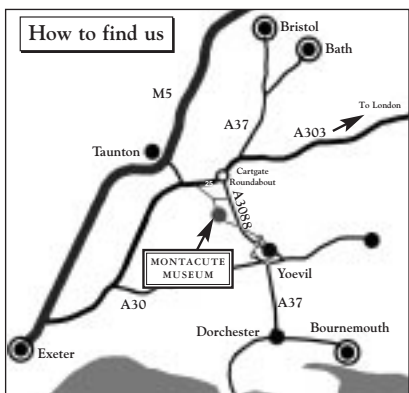 How to find us
Bristol
Bath
M5
To London
A37
A303
Taunton
Cartgate
Roundabout
A3088
MONTACUTE
MUSEUM
Yeovil
A30
A37
Dorchester
Bournemouth
Exeter